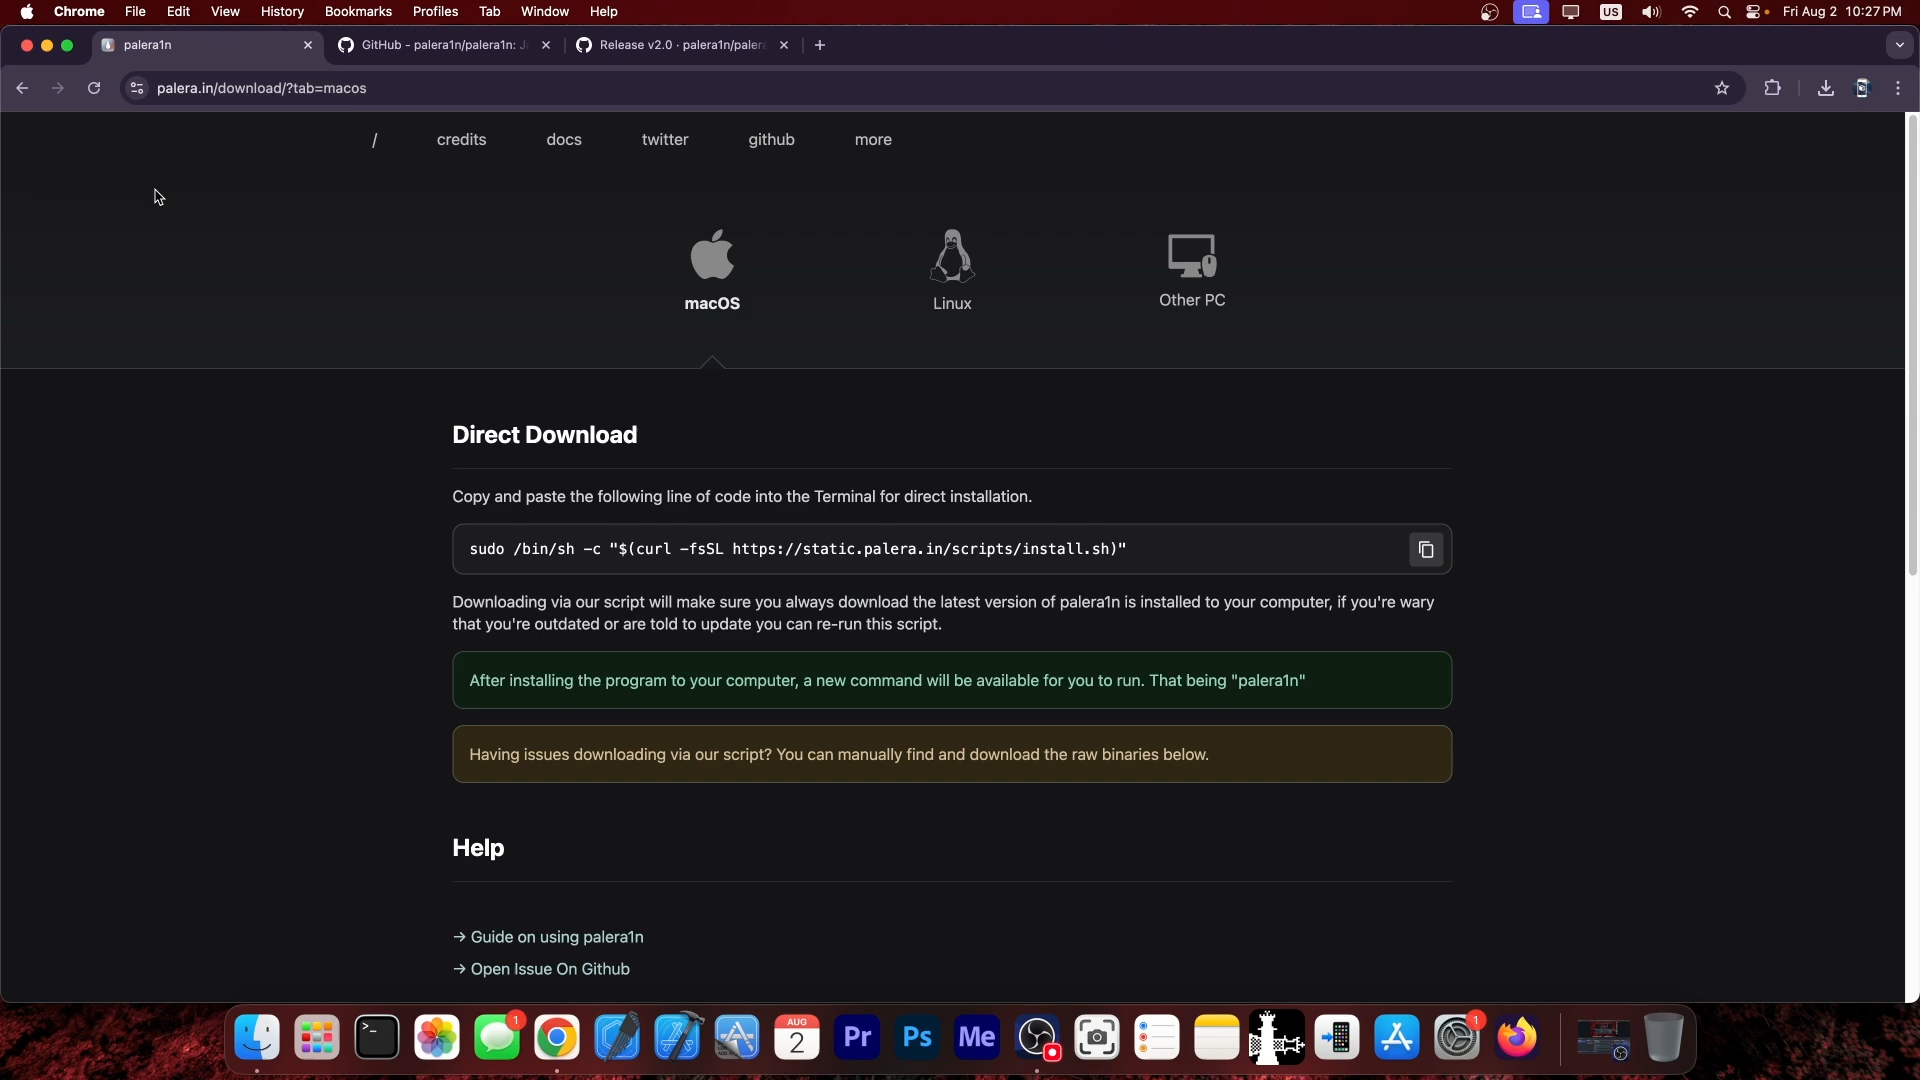 Chrome File Edit View History Bookmarks Profiles Tab Window Help US Fri Aug 2 10:27 PM
palera1n GitHub - palera1n/palera1n: J Release v2.0 · palera1n/paler
palera.in/download/?tab=macos
/ credits docs twitter github more
macOS Linux Other PC
Direct Download
Copy and paste the following line of code into the Terminal for direct installation.
sudo /bin/sh -c "$(curl -fsSL https://static.palera.in/scripts/install.sh)"
Downloading via our script will make sure you always download the latest version of palera1n is installed to your computer, if you're wary
that you're outdated or are told to update you can re-run this script.
After installing the program to your computer, a new command will be available for you to run. That being "palera1n"
Having issues downloading via our script? You can manually find and download the raw binaries below.
Help
→ Guide on using palera1n
→ Open Issue On Github
>_ 1 AUG 2 Pr Ps Me 1